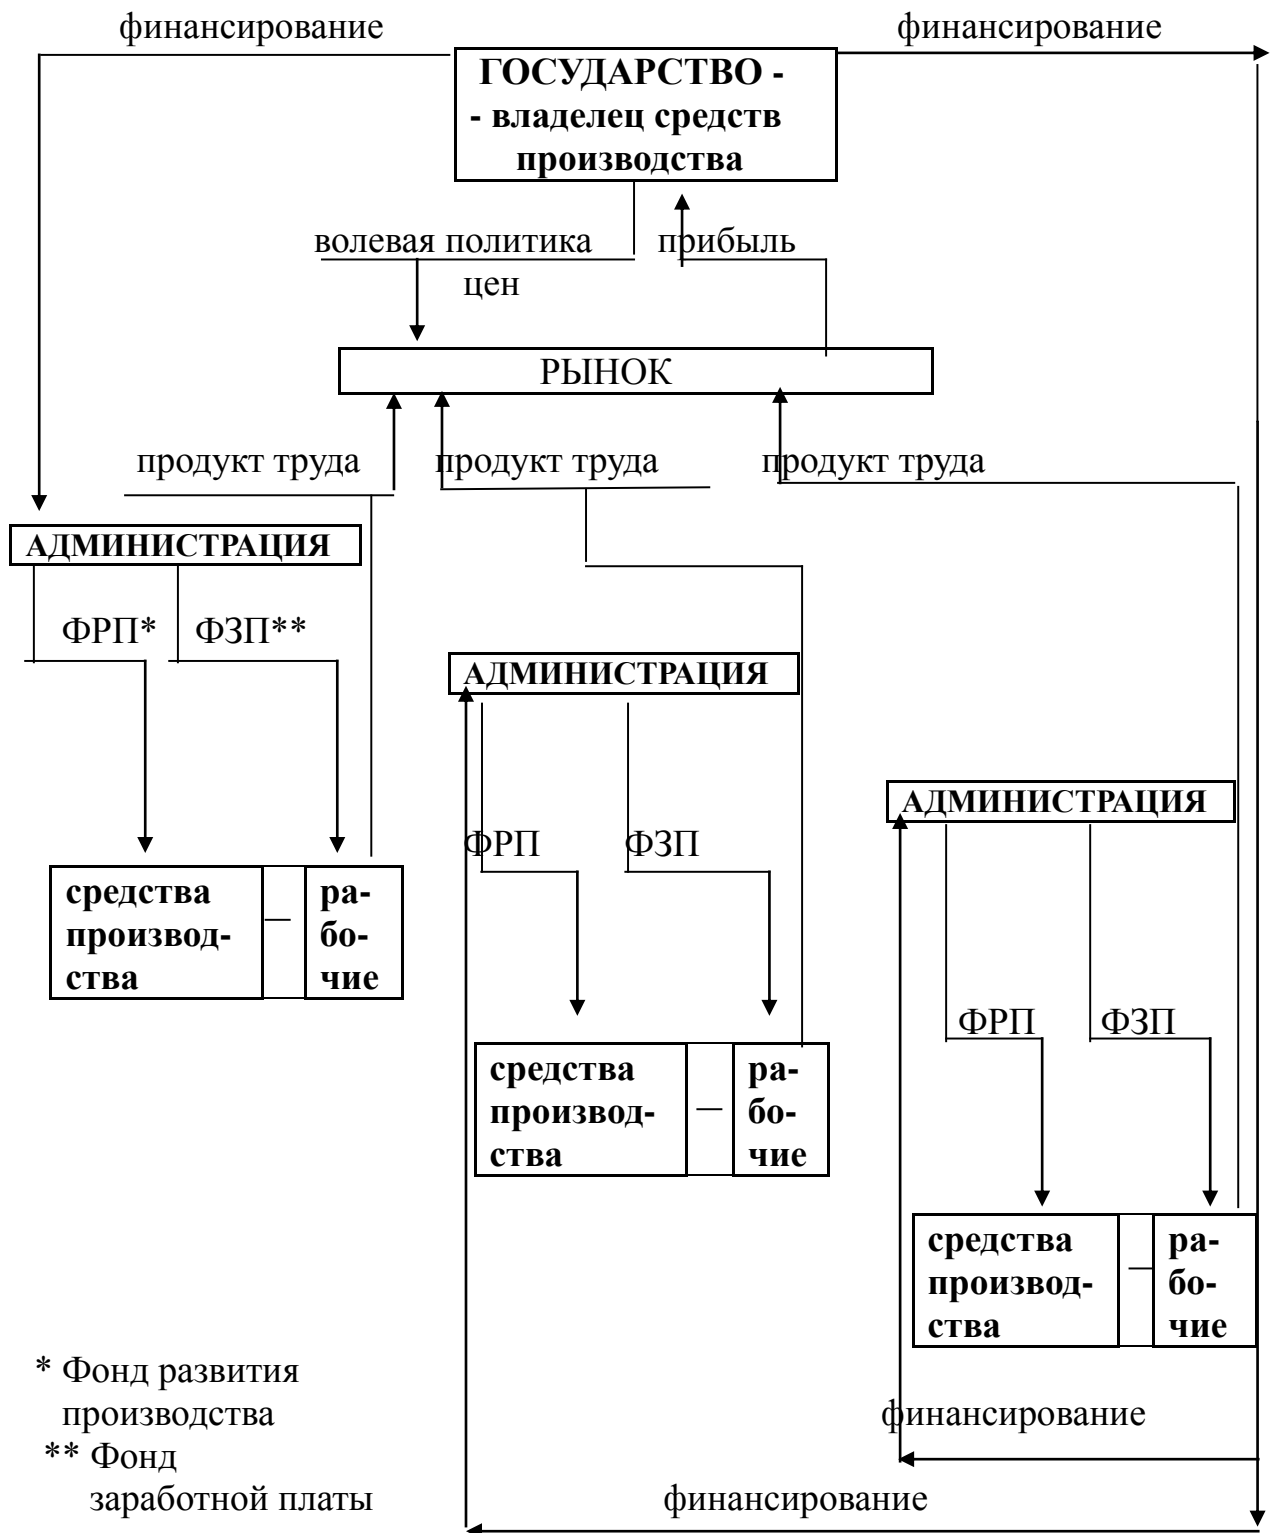 финансирование
финансирование
ГОСУДАРСТВО -
- владелец средств
производства
волевая политика
цен
прибыль
РЫНОК
продукт труда
продукт труда
продукт труда
АДМИНИСТРАЦИЯ
ФРП*
ФЗП**
АДМИНИСТРАЦИЯ
АДМИНИСТРАЦИЯ
ФРП
ФЗП
средства
производ-
ства
—
ра-
бо-
чие
ФРП
ФЗП
средства
производ-
ства
—
ра-
бо-
чие
средства
производ-
ства
—
ра-
бо-
чие
* Фонд развития
производства
** Фонд
заработной платы
финансирование
финансирование